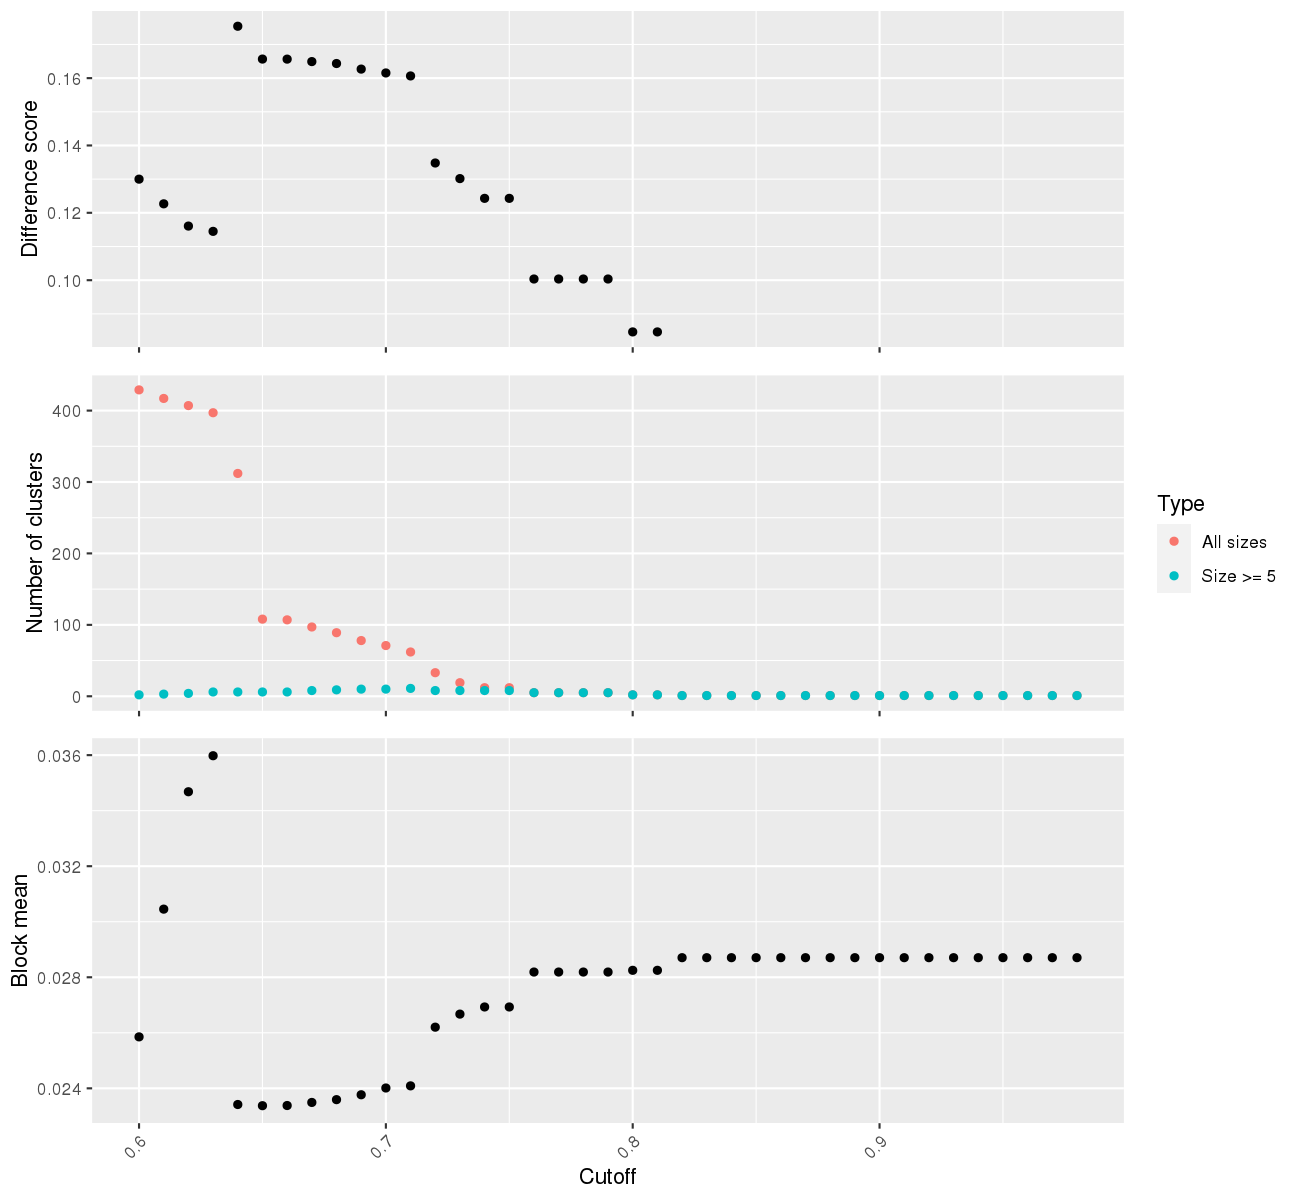 Difference score
0.16
0.14
0.12
0.10
Number of clusters
400
300
200
100
0
Type
All sizes
Size >= 5
Block mean
0.036
0.032
0.028
0.024
0.6
0.7
0.8
0.9
Cutoff